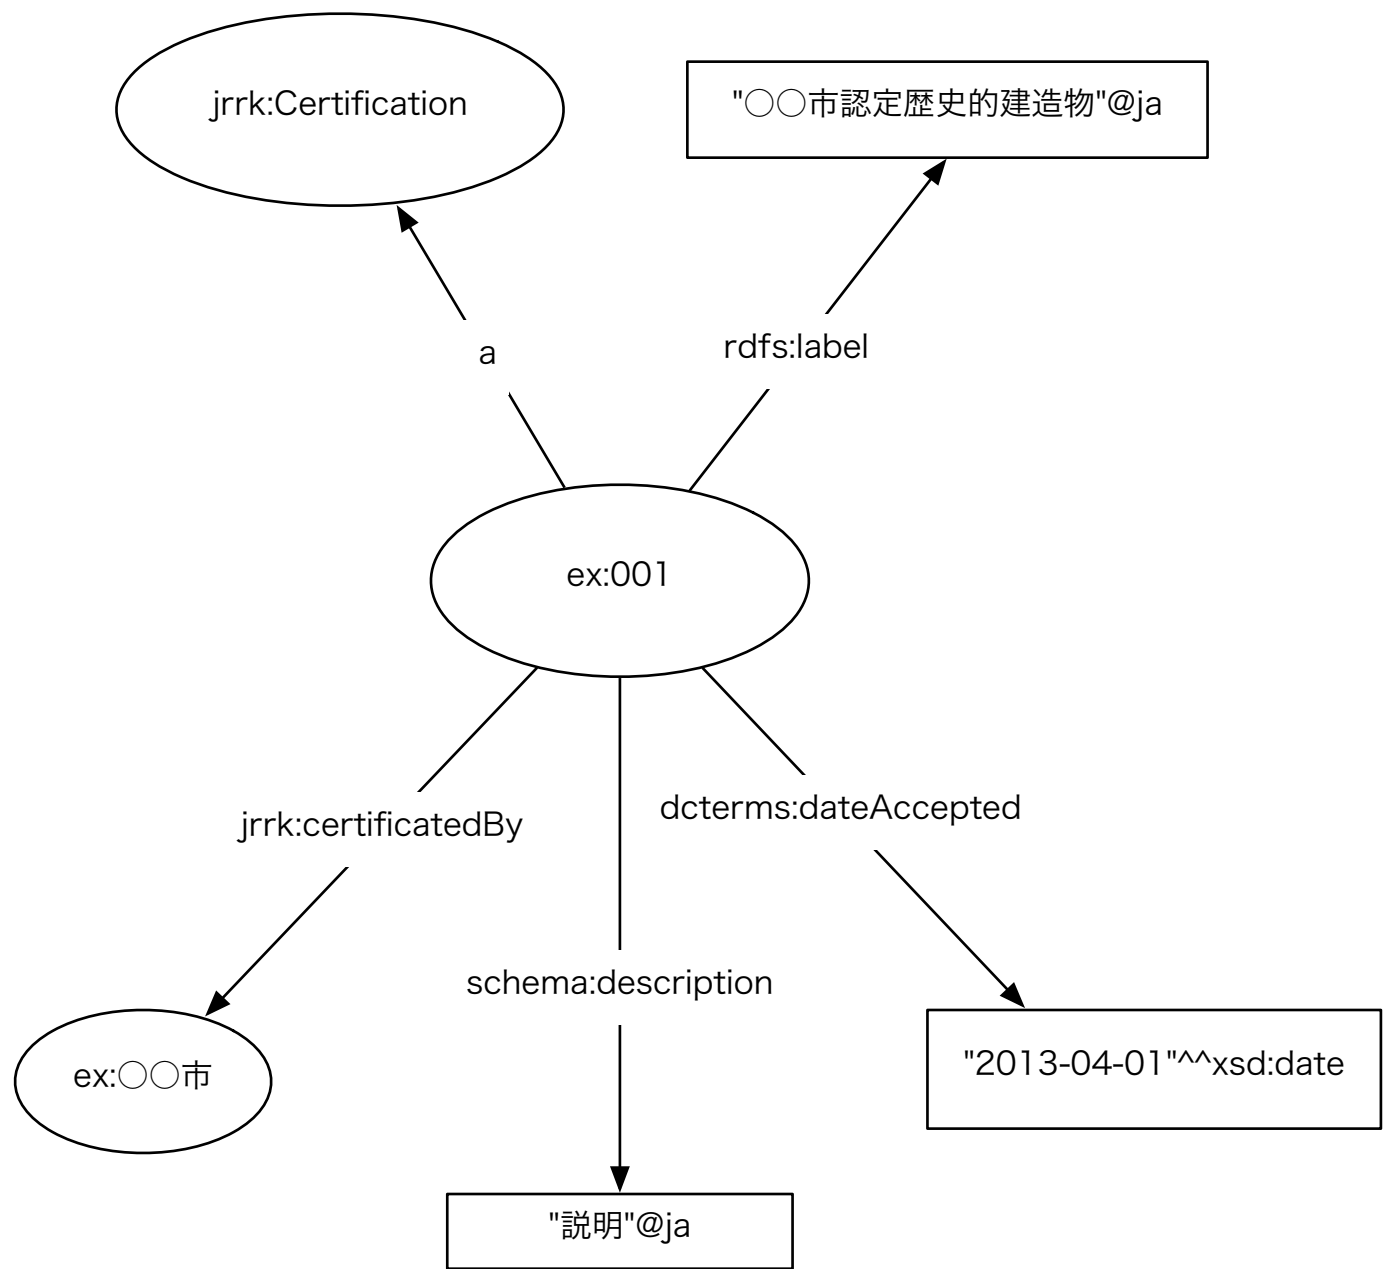 jrrk:Certification
"○○市認定歴史的建造物"@ja
a
rdfs:label
ex:001
jrrk:certificatedBy
dcterms:dateAccepted
schema:description
ex:○○市
"2013-04-01"^^xsd:date
"説明"@ja